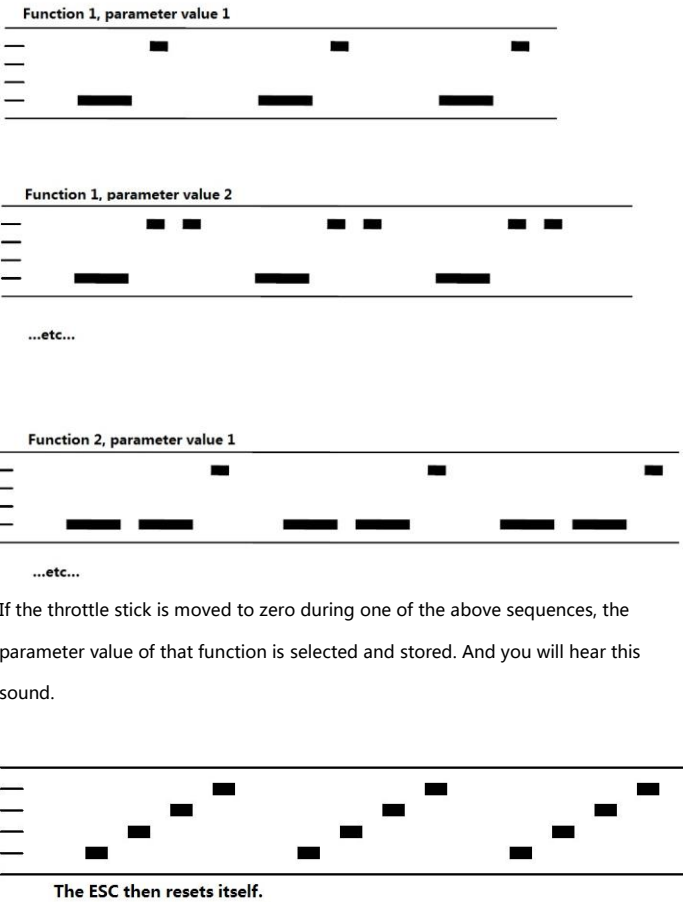 Function 1, parameter value 1
Function 1, parameter value 2
...etc...
Function 2, parameter value 1
...etc...
If the throttle stick is moved to zero during one of the above sequences, the
parameter value of that function is selected and stored. And you will hear this
sound.
The ESC then resets itself.